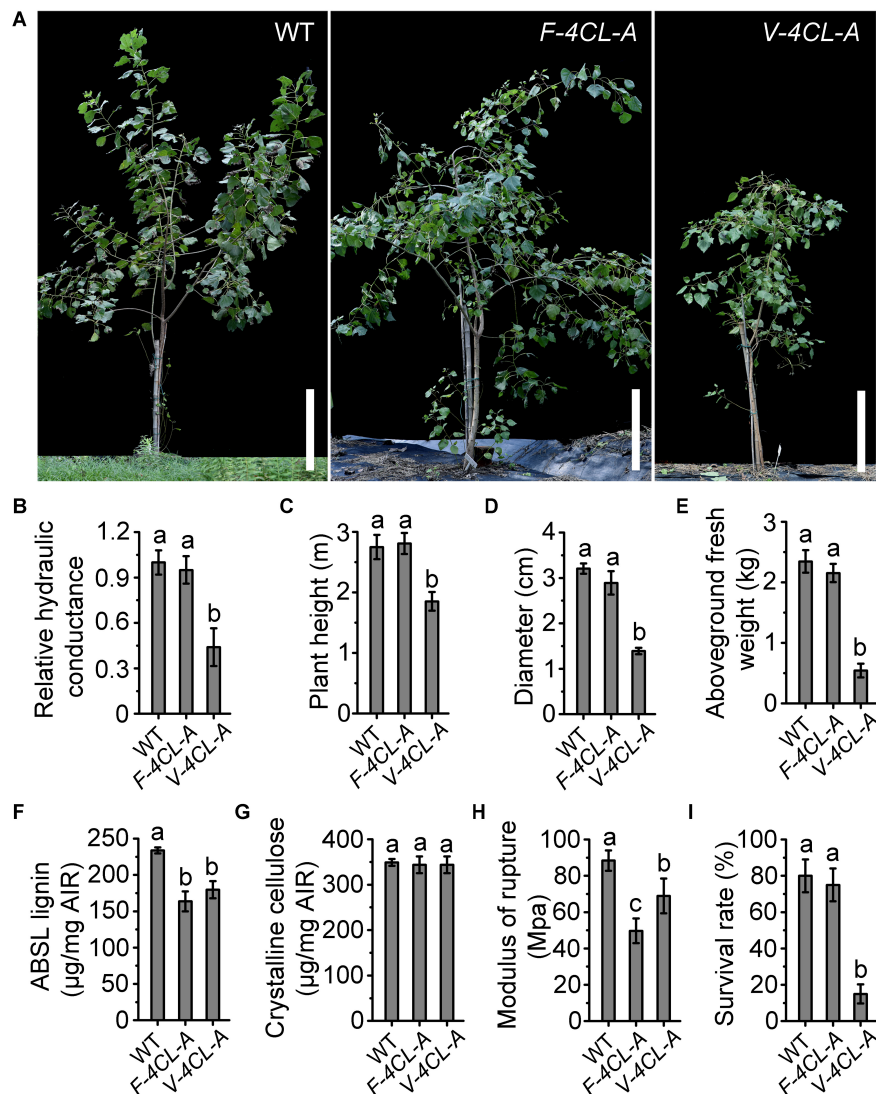 A
WT
F-4CL-A
V-4CL-A
B
Relative hydraulic
conductance
1.2
0.9
0.6
0.3
0
a
a
b
WT
F-4CL-A
V-4CL-A
C
Plant height (m)
3
2
1
0
a
a
b
WT
F-4CL-A
V-4CL-A
D
Diameter (cm)
4
3
2
1
0
a
a
b
WT
F-4CL-A
V-4CL-A
E
Aboveground fresh
weight (kg)
3
2
1
0
a
a
b
WT
F-4CL-A
V-4CL-A
F
ABSL lignin
(µg/mg AIR)
250
200
150
100
50
0
a
b
b
WT
F-4CL-A
V-4CL-A
G
Crystalline cellulose
(µg/mg AIR)
400
300
200
100
0
a
a
a
WT
F-4CL-A
V-4CL-A
H
Modulus of rupture
(Mpa)
100
80
60
40
20
0
a
c
b
WT
F-4CL-A
V-4CL-A
I
Survival rate (%)
100
80
60
40
20
0
a
a
b
WT
F-4CL-A
V-4CL-A